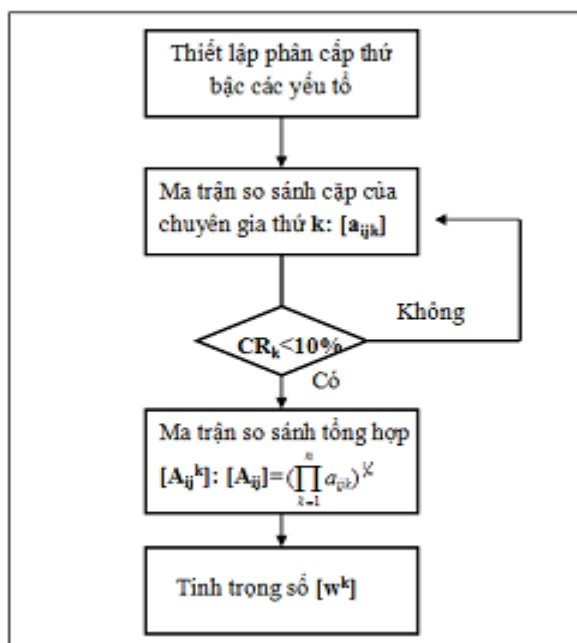 Thiết lập phân cấp thứ
bậc các yếu tố
Ma trận so sánh cặp của
chuyên gia thứ k: [aᵢⱼₖ]
Không
CRₖ<10%
Có
Ma trận so sánh tổng hợp
[Aᵢⱼᵏ]: [Aᵢⱼ]=(∏ₖ₌₁ⁿ aᵢⱼₖ)
Tính trọng số [wᵏ]